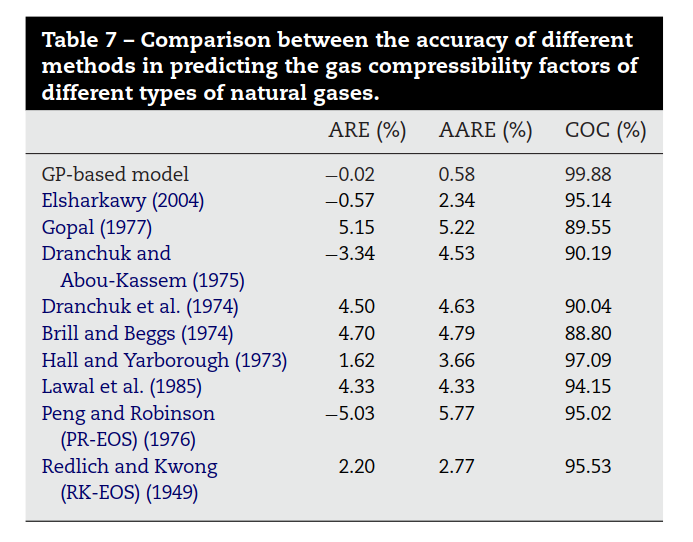 Table 7 – Comparison between the accuracy of different
methods in predicting the gas compressibility factors of
different types of natural gases.
ARE (%) AARE (%) COC (%)
GP-based model −0.02 0.58 99.88
Elsharkawy (2004) −0.57 2.34 95.14
Gopal (1977) 5.15 5.22 89.55
Dranchuk and −3.34 4.53 90.19
Abou-Kassem (1975)
Dranchuk et al. (1974) 4.50 4.63 90.04
Brill and Beggs (1974) 4.70 4.79 88.80
Hall and Yarborough (1973) 1.62 3.66 97.09
Lawal et al. (1985) 4.33 4.33 94.15
Peng and Robinson −5.03 5.77 95.02
(PR-EOS) (1976)
Redlich and Kwong 2.20 2.77 95.53
(RK-EOS) (1949)